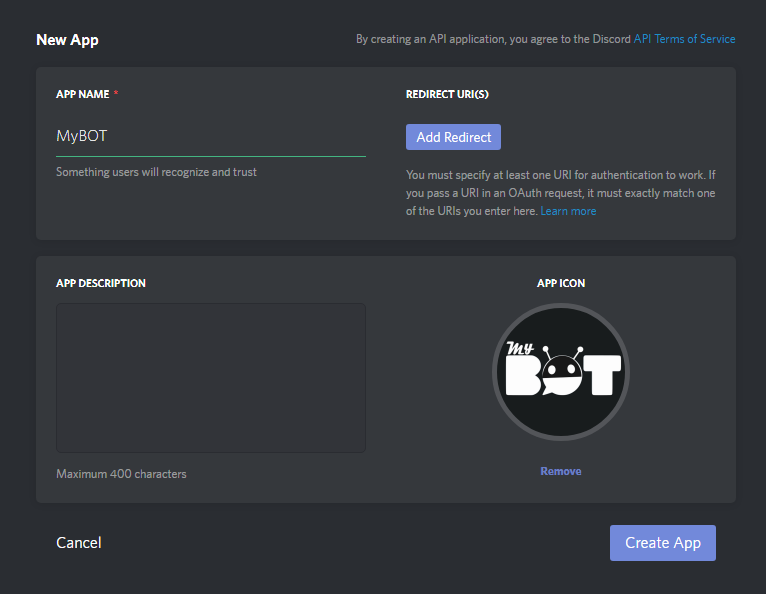 New App
By creating an API application, you agree to the Discord API Terms of Service
APP NAME *
MyBOT
Something users will recognize and trust
REDIRECT URI(S)
Add Redirect
You must specify at least one URI for authentication to work. If
you pass a URI in an OAuth request, it must exactly match one
of the URIs you enter here. Learn more
APP DESCRIPTION
Maximum 400 characters
APP ICON
My
BOT
Remove
Cancel
Create App